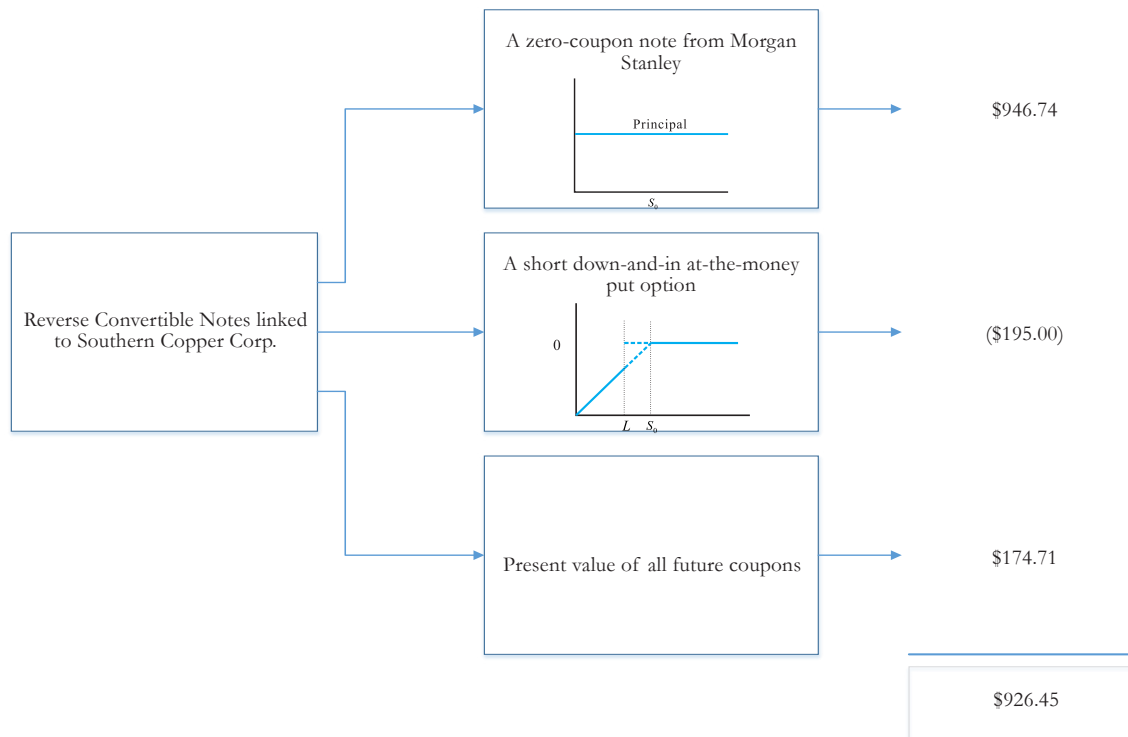 A zero-coupon note from Morgan
Stanley
Principal
S₀
$946.74
Reverse Convertible Notes linked
to Southern Copper Corp.
A short down-and-in at-the-money
put option
0
L
S₀
($195.00)
Present value of all future coupons
$174.71
$926.45